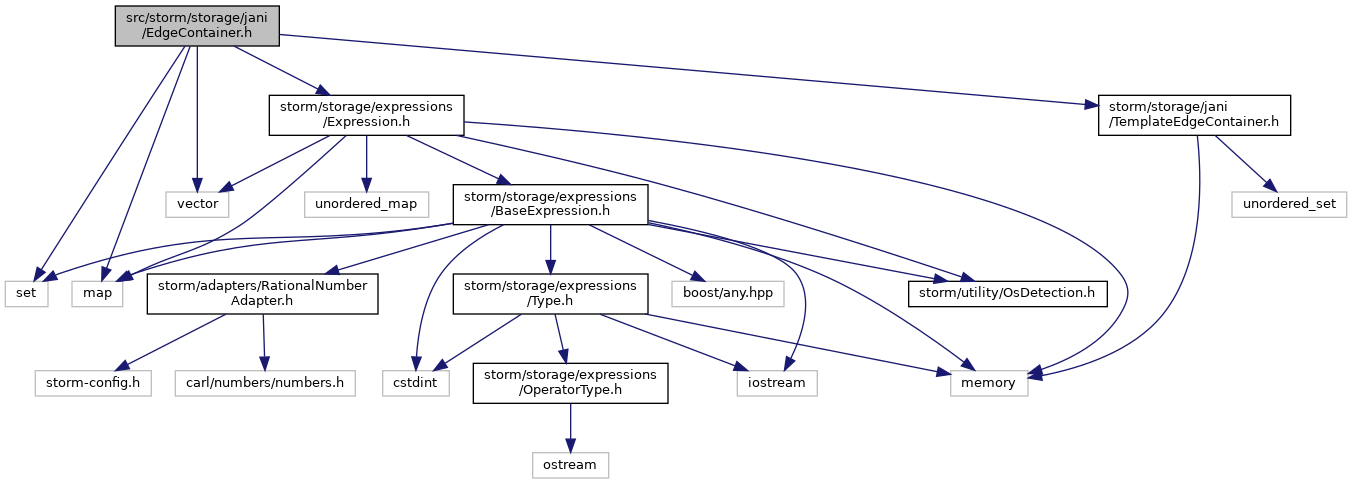 src/storm/storage/jani
/EdgeContainer.h
storm/storage/expressions
/Expression.h
storm/storage/jani
/TemplateEdgeContainer.h
vector
unordered_map
storm/storage/expressions
/BaseExpression.h
unordered_set
set
map
storm/adapters/RationalNumber
Adapter.h
storm/storage/expressions
/Type.h
boost/any.hpp
storm/utility/OsDetection.h
storm-config.h
carl/numbers/numbers.h
cstdint
storm/storage/expressions
/OperatorType.h
iostream
memory
ostream